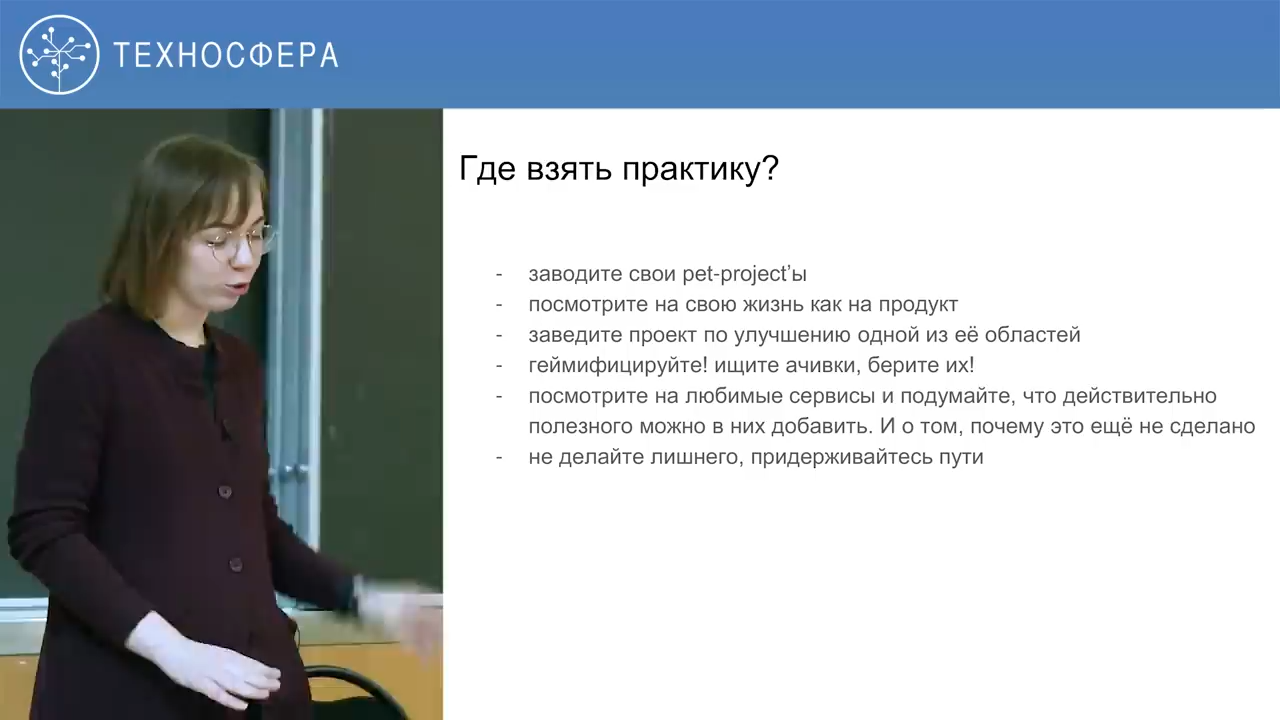 ТЕХНОСФЕРА
Где взять практику?
- заводите свои pet-project’ы
- посмотрите на свою жизнь как на продукт
- заведите проект по улучшению одной из её областей
- геймифицируйте! ищите ачивки, берите их!
- посмотрите на любимые сервисы и подумайте, что действительно
полезного можно в них добавить. И о том, почему это ещё не сделано
- не делайте лишнего, придерживайтесь пути